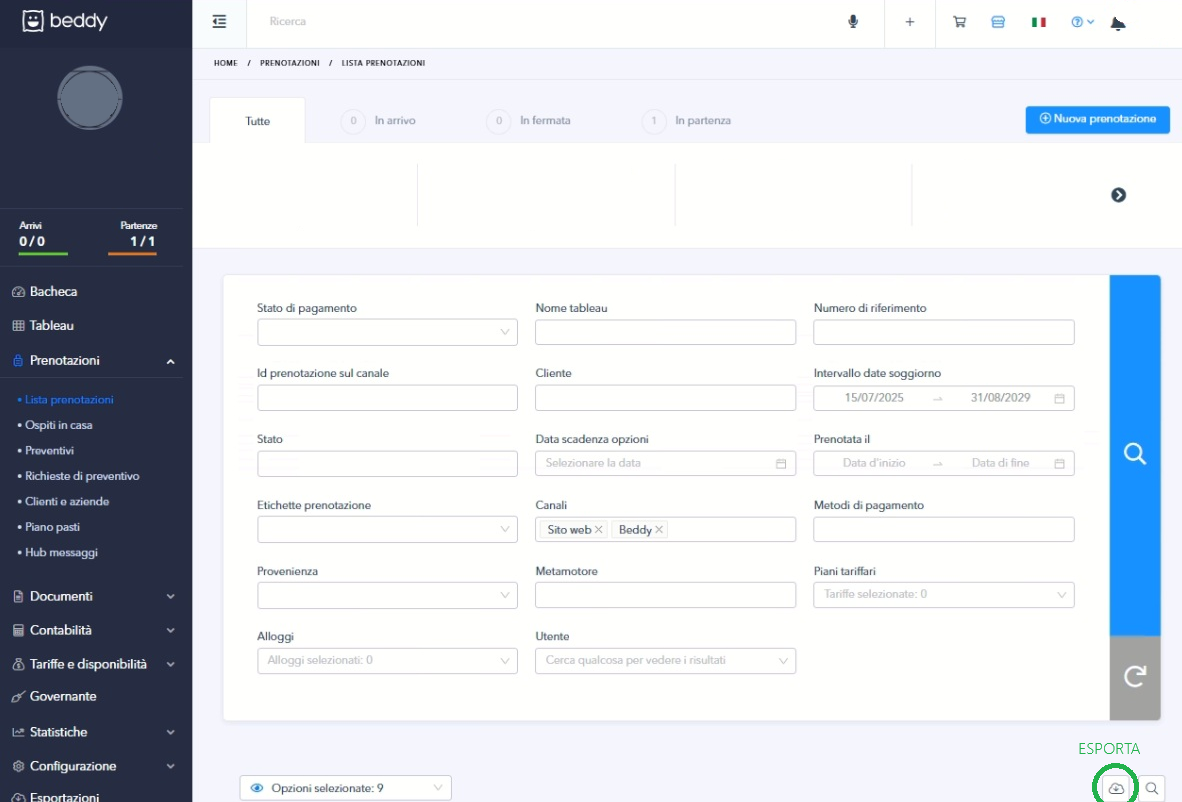 beddy
Ricerca
HOME / PRENOTAZIONI / LISTA PRENOTAZIONI
Tutte
0 In arrivo
0 In fermata
1 In partenza
Nuova prenotazione
Arrivi
0/0
Partenze
1/1
Bacheca
Tableau
Prenotazioni
• Lista prenotazioni
• Ospiti in casa
• Preventivi
• Richieste di preventivo
• Clienti e aziende
• Piano pasti
• Hub messaggi
Documenti
Contabilità
Tariffe e disponibilità
Governante
Statistiche
Configurazione
Esportazioni
Stato di pagamento
Nome tableau
Numero di riferimento
Id prenotazione sul canale
Cliente
Intervallo date soggiorno
15/07/2025 → 31/08/2029
Stato
Data scadenza opzioni
Selezionare la data
Prenotata il
Data d'inizio → Data di fine
Etichette prenotazione
Canali
Sito web × Beddy ×
Metodi di pagamento
Provenienza
Metamotore
Piani tariffari
Tariffe selezionate: 0
Alloggi
Alloggi selezionati: 0
Utente
Cerca qualcosa per vedere i risultati
ESPORTA
Opzioni selezionate: 9